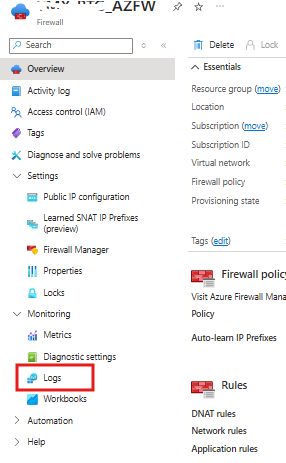 _AZFW
Firewall
Search
Overview
Activity log
Access control (IAM)
Tags
Diagnose and solve problems
Settings
Public IP configuration
Learned SNAT IP Prefixes
(preview)
Firewall Manager
Properties
Locks
Monitoring
Metrics
Diagnostic settings
Logs
Workbooks
Automation
Help
Delete
Lock
Essentials
Resource group (move)
Location
Subscription (move)
Subscription ID
Virtual network
Firewall policy
Provisioning state
Tags (edit)
Firewall policy
Visit Azure Firewall Mana
Policy
Auto-learn IP Prefixes
Rules
DNAT rules
Network rules
Application rules